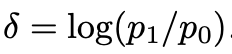 δ = log(p₁/p₀).